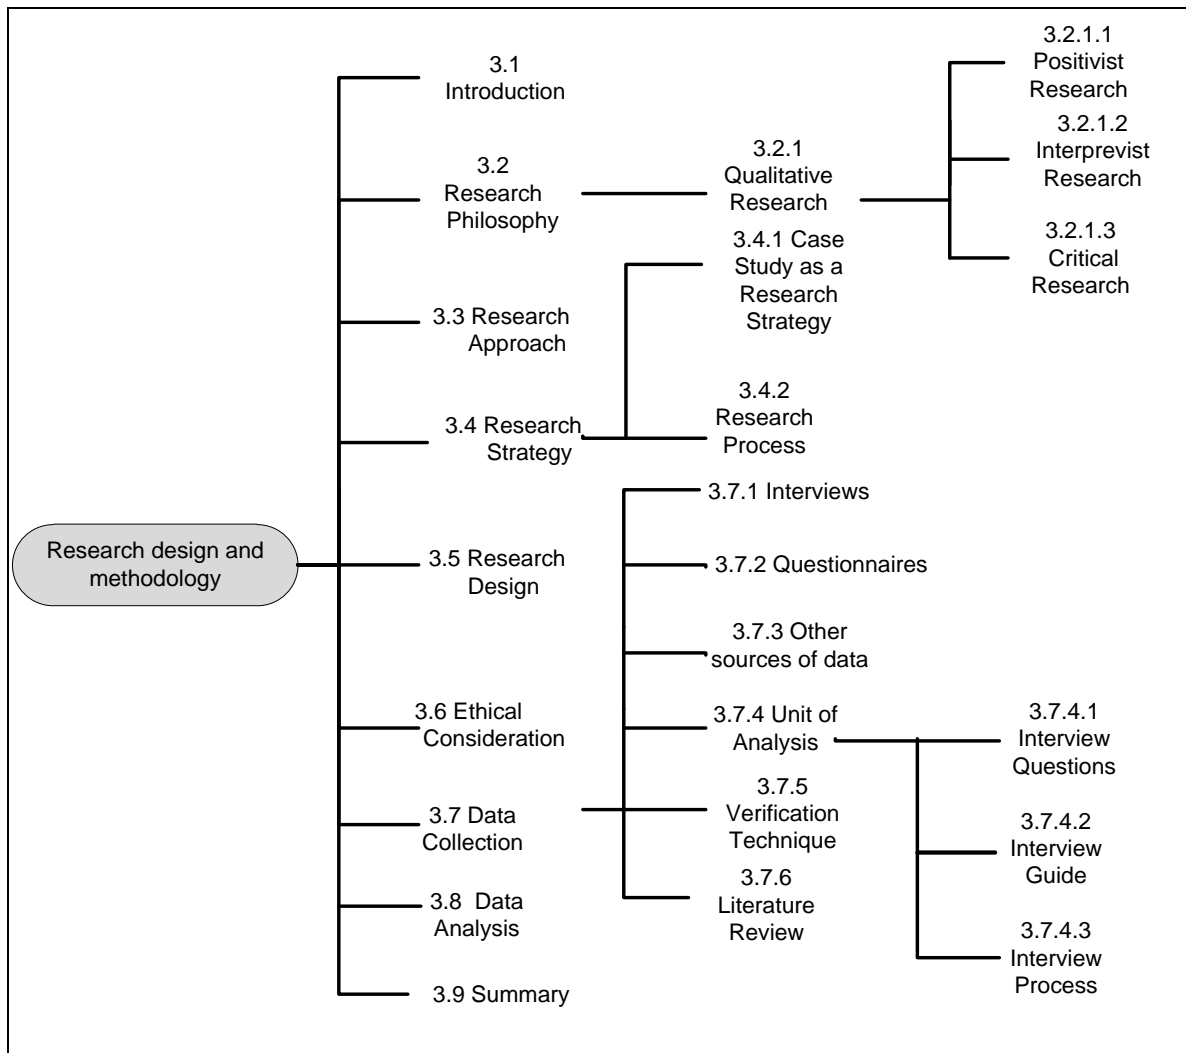 Research design and
methodology
3.1
Introduction
3.2
Research
Philosophy
3.2.1
Qualitative
Research
3.2.1.1
Positivist
Research
3.2.1.2
Interprevist
Research
3.2.1.3
Critical
Research
3.3 Research
Approach
3.4 Research
Strategy
3.4.1 Case
Study as a
Research
Strategy
3.4.2
Research
Process
3.5 Research
Design
3.6 Ethical
Consideration
3.7 Data
Collection
3.7.1 Interviews
3.7.2 Questionnaires
3.7.3 Other
sources of data
3.7.4 Unit of
Analysis
3.7.4.1
Interview
Questions
3.7.4.2
Interview
Guide
3.7.4.3
Interview
Process
3.7.5
Verification
Technique
3.7.6
Literature
Review
3.8  Data
Analysis
3.9 Summary